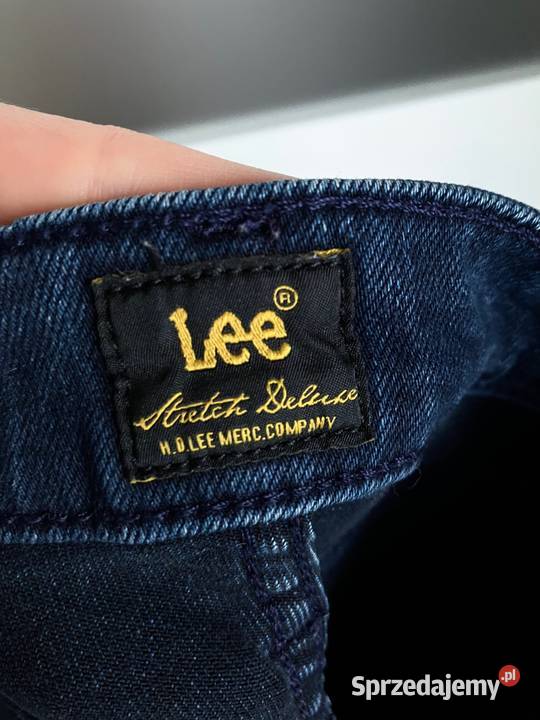 Lee®
Stretch Deluxe
H.D.LEE MERC.COMPANY
Sprzedajemy.pl